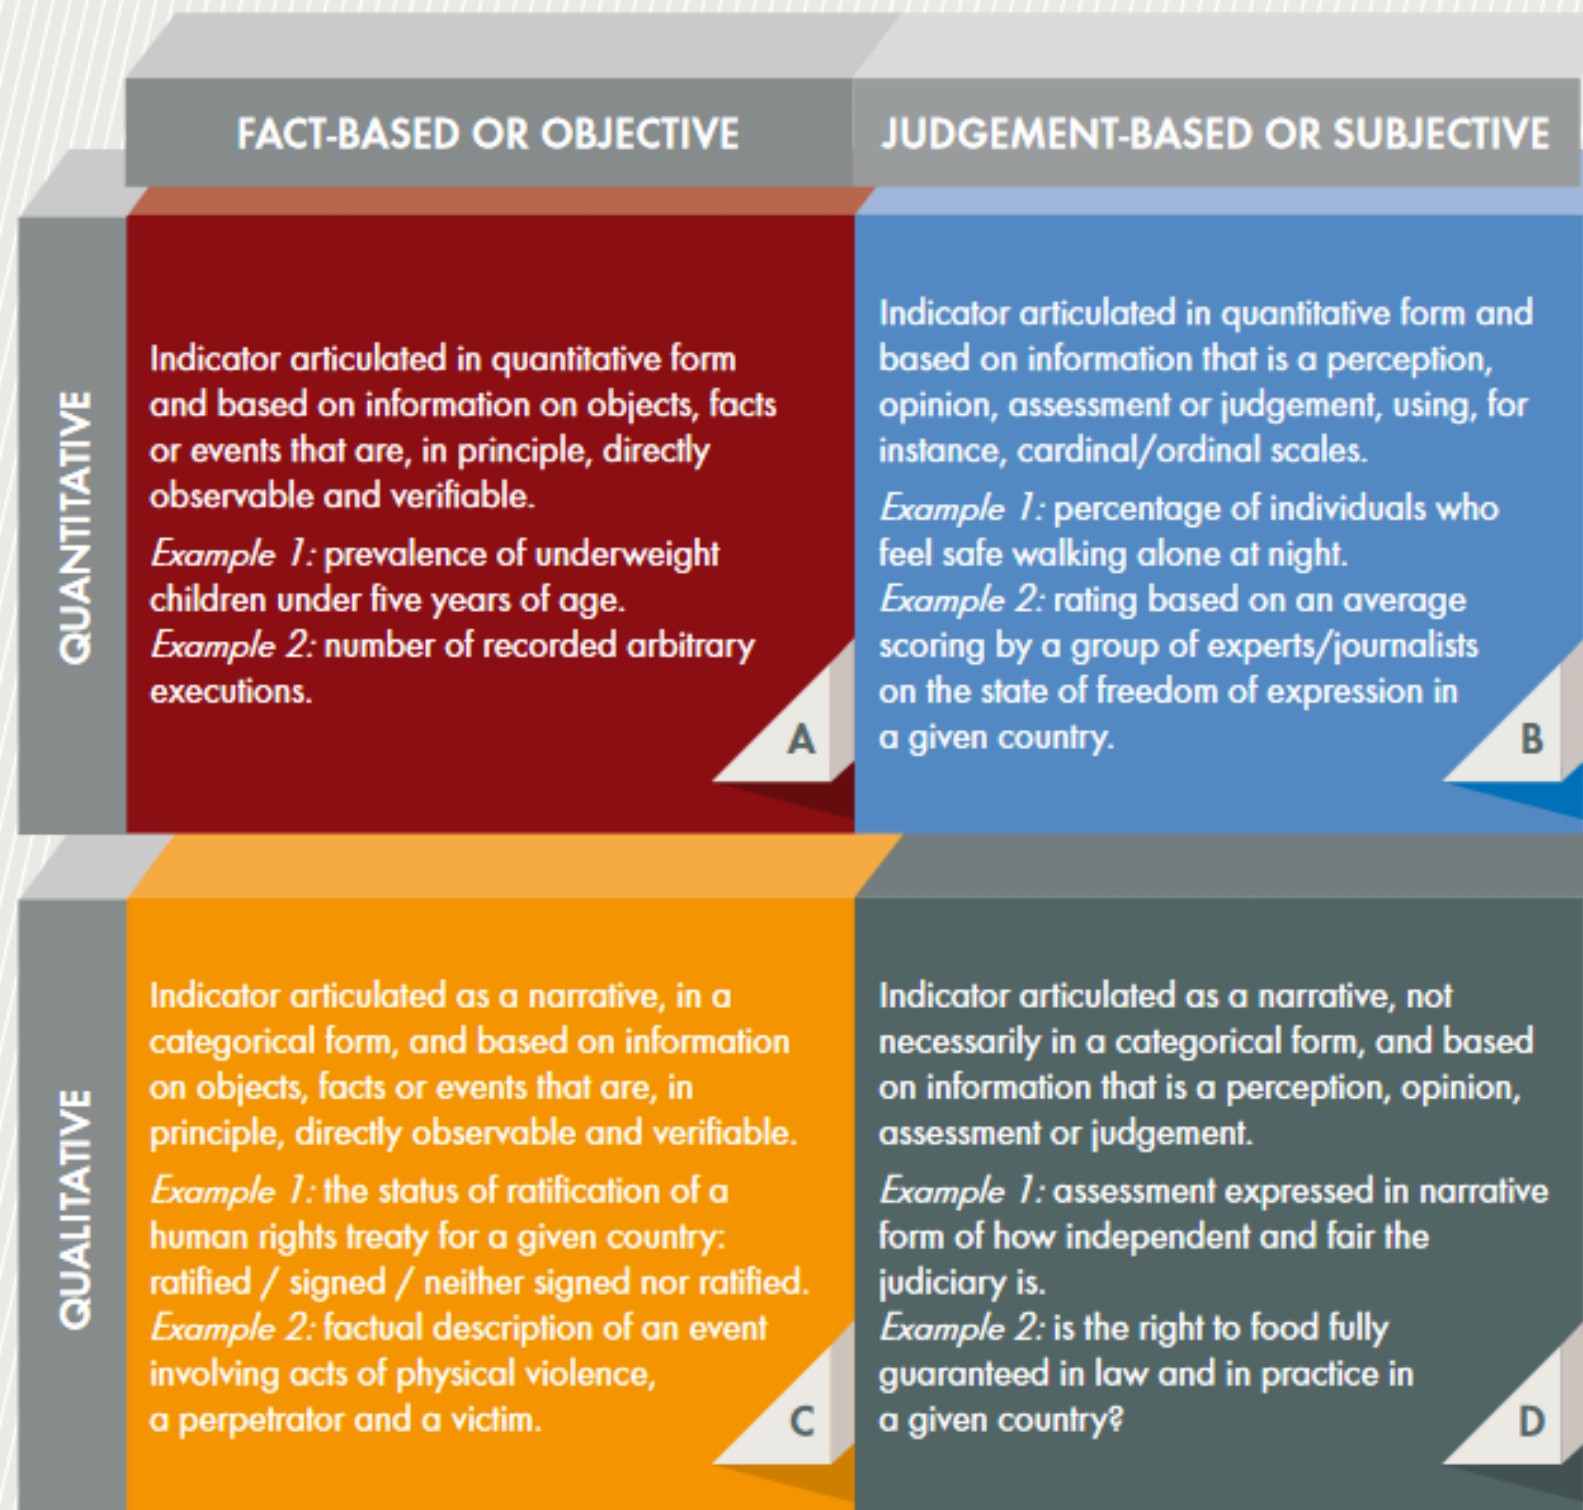 FACT-BASED OR OBJECTIVE
JUDGEMENT-BASED OR SUBJECTIVE
QUANTITATIVE
Indicator articulated in quantitative form
and based on information on objects, facts
or events that are, in principle, directly
observable and verifiable.
Example 1: prevalence of underweight
children under five years of age.
Example 2: number of recorded arbitrary
executions.
A
Indicator articulated in quantitative form and
based on information that is a perception,
opinion, assessment or judgement, using, for
instance, cardinal/ordinal scales.
Example 1: percentage of individuals who
feel safe walking alone at night.
Example 2: rating based on an average
scoring by a group of experts/journalists
on the state of freedom of expression in
a given country.
B
QUALITATIVE
Indicator articulated as a narrative, in a
categorical form, and based on information
on objects, facts or events that are, in
principle, directly observable and verifiable.
Example 1: the status of ratification of a
human rights treaty for a given country:
ratified / signed / neither signed nor ratified.
Example 2: factual description of an event
involving acts of physical violence,
a perpetrator and a victim.
C
Indicator articulated as a narrative, not
necessarily in a categorical form, and based
on information that is a perception, opinion,
assessment or judgement.
Example 1: assessment expressed in narrative
form of how independent and fair the
judiciary is.
Example 2: is the right to food fully
guaranteed in law and in practice in
a given country?
D